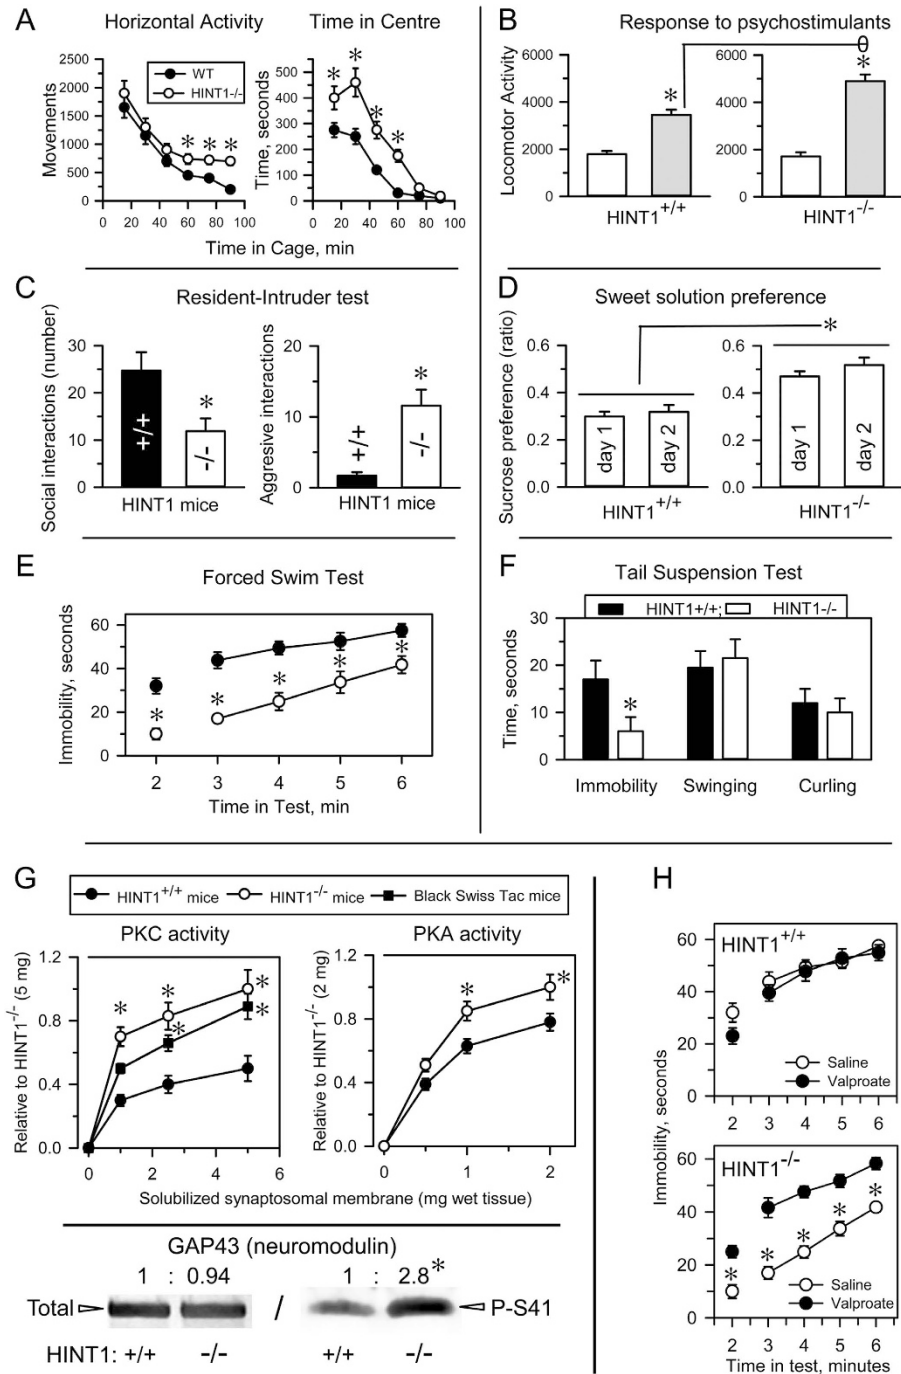 A
Horizontal Activity
Time in Centre
Movements
2500
2000
1500
1000
500
0
WT
HINT1-/-
* * *
0 20 40 60 80 100
Time, seconds
500
400
300
200
100
0
* * * *
0 20 40 60 80 100
Time in Cage, min
B
Response to psychostimulants
Locomotor Activity
6000
4000
2000
0
*
HINT1+/+
6000
4000
2000
0
*
HINT1-/-
C
Resident-Intruder test
Social interactions (number)
30
20
10
0
+/+
*
-/-
HINT1 mice
Aggresive interactions
20
10
0
+/+
*
-/-
HINT1 mice
D
Sweet solution preference
*
Sucrose preference (ratio)
0.6
0.4
0.2
0.0
day 1
day 2
HINT1+/+
0.6
0.4
0.2
0.0
day 1
day 2
HINT1-/-
E
Forced Swim Test
Immobility, seconds
60
40
20
0
* * * * *
2 3 4 5 6
Time in Test, min
F
Tail Suspension Test
HINT1+/+; HINT1-/-
Time, seconds
30
20
10
0
*
Immobility Swinging Curling
G
HINT1+/+ mice HINT1-/- mice Black Swiss Tac mice
PKC activity
PKA activity
Relative to HINT1-/- (5 mg)
1.2
0.8
0.4
0.0
* * *
* *
0 2 4 6
Relative to HINT1-/- (2 mg)
1.2
0.8
0.4
0.0
* *
0 1 2
Solubilized synaptosomal membrane (mg wet tissue)
GAP43 (neuromodulin)
1 : 0.94 1 : 2.8*
Total / P-S41
HINT1: +/+ -/- +/+ -/-
H
Immobility, seconds
HINT1+/+
60
40
20
0
Saline
Valproate
2 3 4 5 6
HINT1-/-
60
40
20
0
* * * * *
Saline
Valproate
2 3 4 5 6
Time in test, minutes